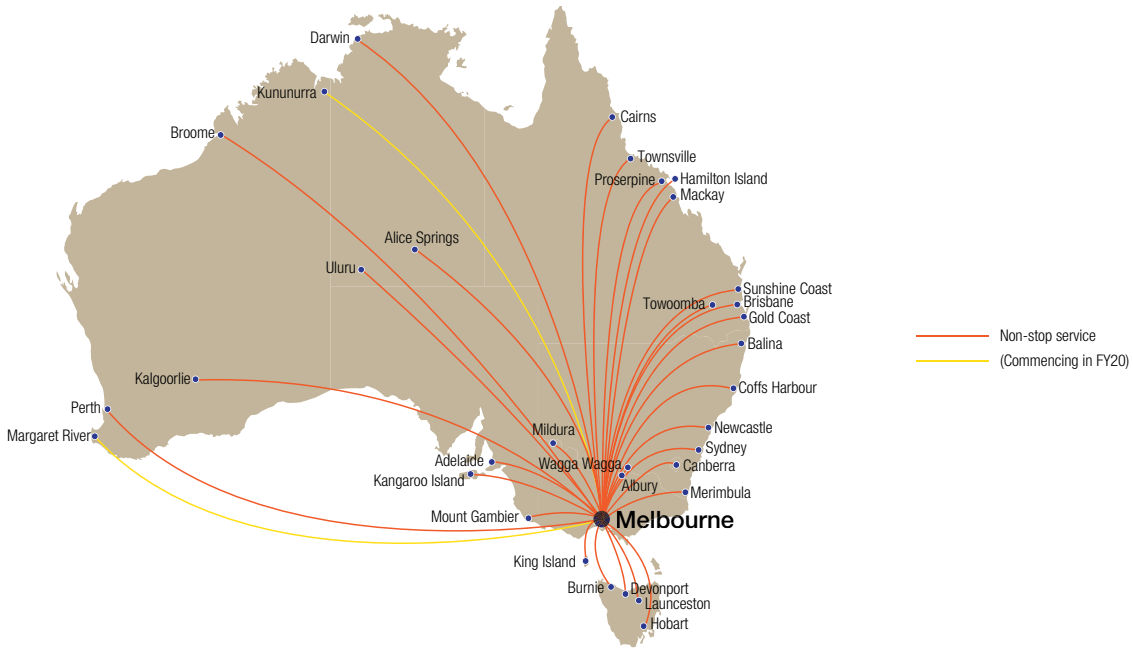 Darwin
Kununurra
Cairns
Broome
Townsville
Proserpine
Hamilton Island
Mackay
Alice Springs
Uluru
Sunshine Coast
Towoomba
Brisbane
Gold Coast
Non-stop service
Balina
(Commencing in FY20)
Kalgoorlie
Coffs Harbour
Perth
Margaret River
Mildura
Newcastle
Sydney
Adelaide
Wagga Wagga
Canberra
Kangaroo Island
Albury
Merimbula
Mount Gambier
Melbourne
King Island
Burnie
Devonport
Launceston
Hobart